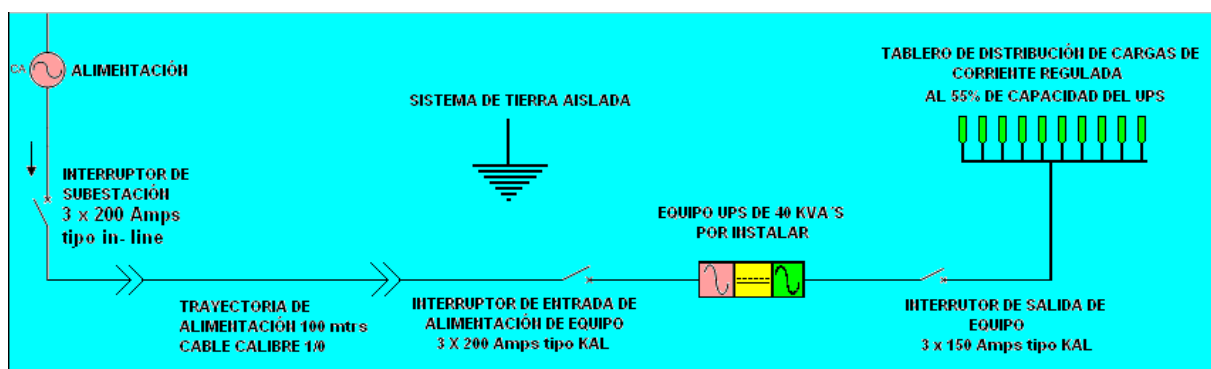 CA
ALIMENTACIÓN
INTERRUPTOR DE
SUBESTACIÓN
3 x 200 Amps
tipo in- line
TRAYECTORIA DE
ALIMENTACIÓN 100 mtrs
CABLE CALIBRE 1/0
SISTEMA DE TIERRA AISLADA
INTERRUPTOR DE ENTRADA DE
ALIMENTACIÓN DE EQUIPO
3 X 200 Amps tipo KAL
EQUIPO UPS DE 40 KVA´S
POR INSTALAR
TABLERO DE DISTRIBUCIÓN DE CARGAS DE
CORRIENTE REGULADA
AL 55% DE CAPACIDAD DEL UPS
INTERRUTOR DE SALIDA DE
EQUIPO
3 x 150 Amps tipo KAL